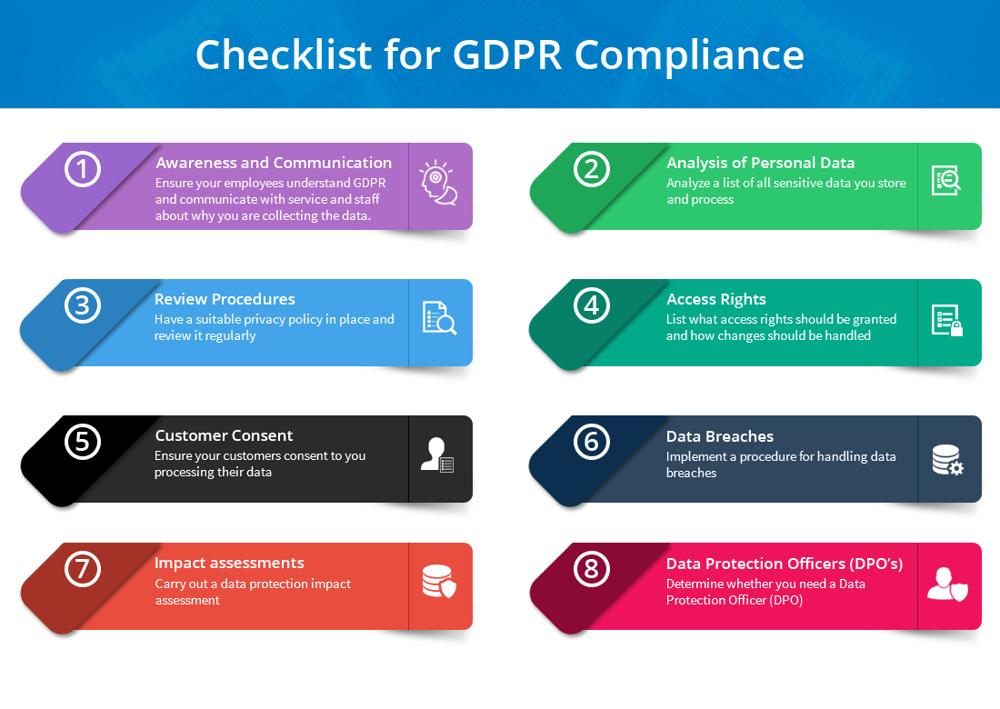 Checklist for GDPR Compliance
1
Awareness and Communication
Ensure your employees understand GDPR
and communicate with service and staff
about why you are collecting the data.
2
Analysis of Personal Data
Analyze a list of all sensitive data you store
and process
3
Review Procedures
Have a suitable privacy policy in place and
review it regularly
4
Access Rights
List what access rights should be granted
and how changes should be handled
5
Customer Consent
Ensure your customers consent to you
processing their data
6
Data Breaches
Implement a procedure for handling data
breaches
7
Impact assessments
Carry out a data protection impact
assessment
8
Data Protection Officers (DPO’s)
Determine whether you need a Data
Protection Officer (DPO)